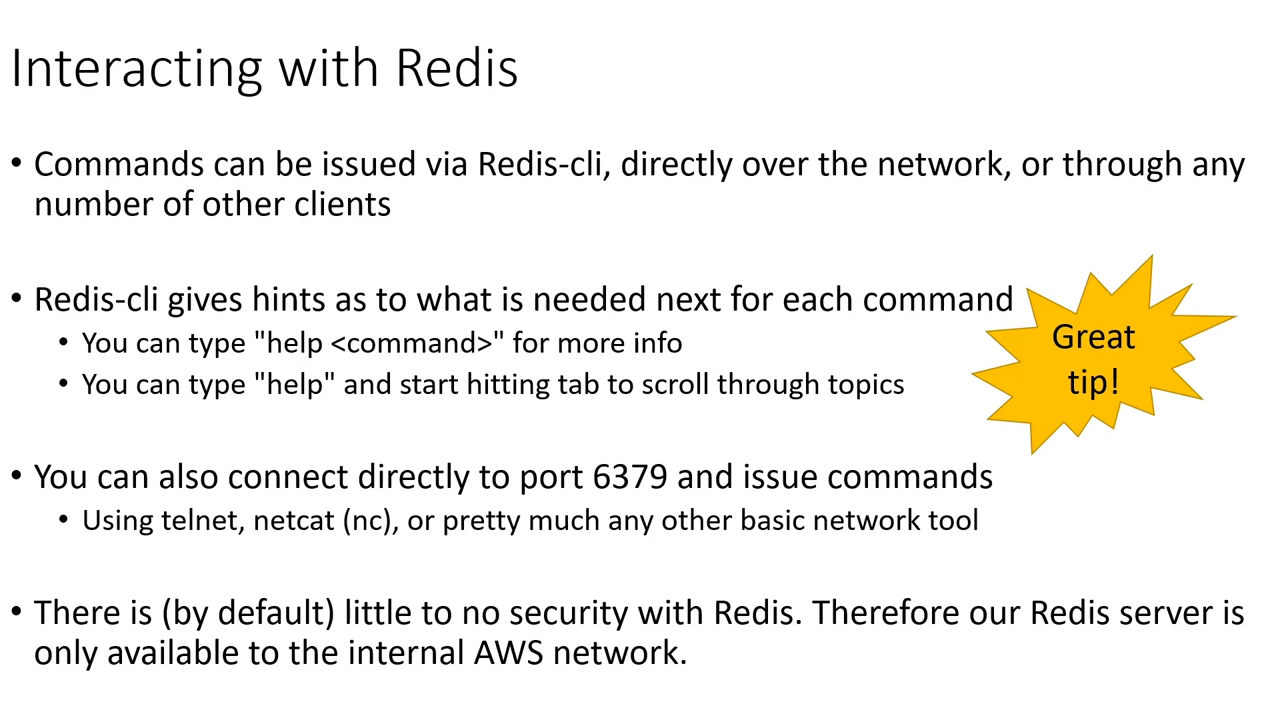 Interacting with Redis
• Commands can be issued via Redis-cli, directly over the network, or through any
number of other clients
• Redis-cli gives hints as to what is needed next for each command
• You can type "help <command>" for more info
• You can type "help" and start hitting tab to scroll through topics
Great
tip!
• You can also connect directly to port 6379 and issue commands
• Using telnet, netcat (nc), or pretty much any other basic network tool
• There is (by default) little to no security with Redis. Therefore our Redis server is
only available to the internal AWS network.